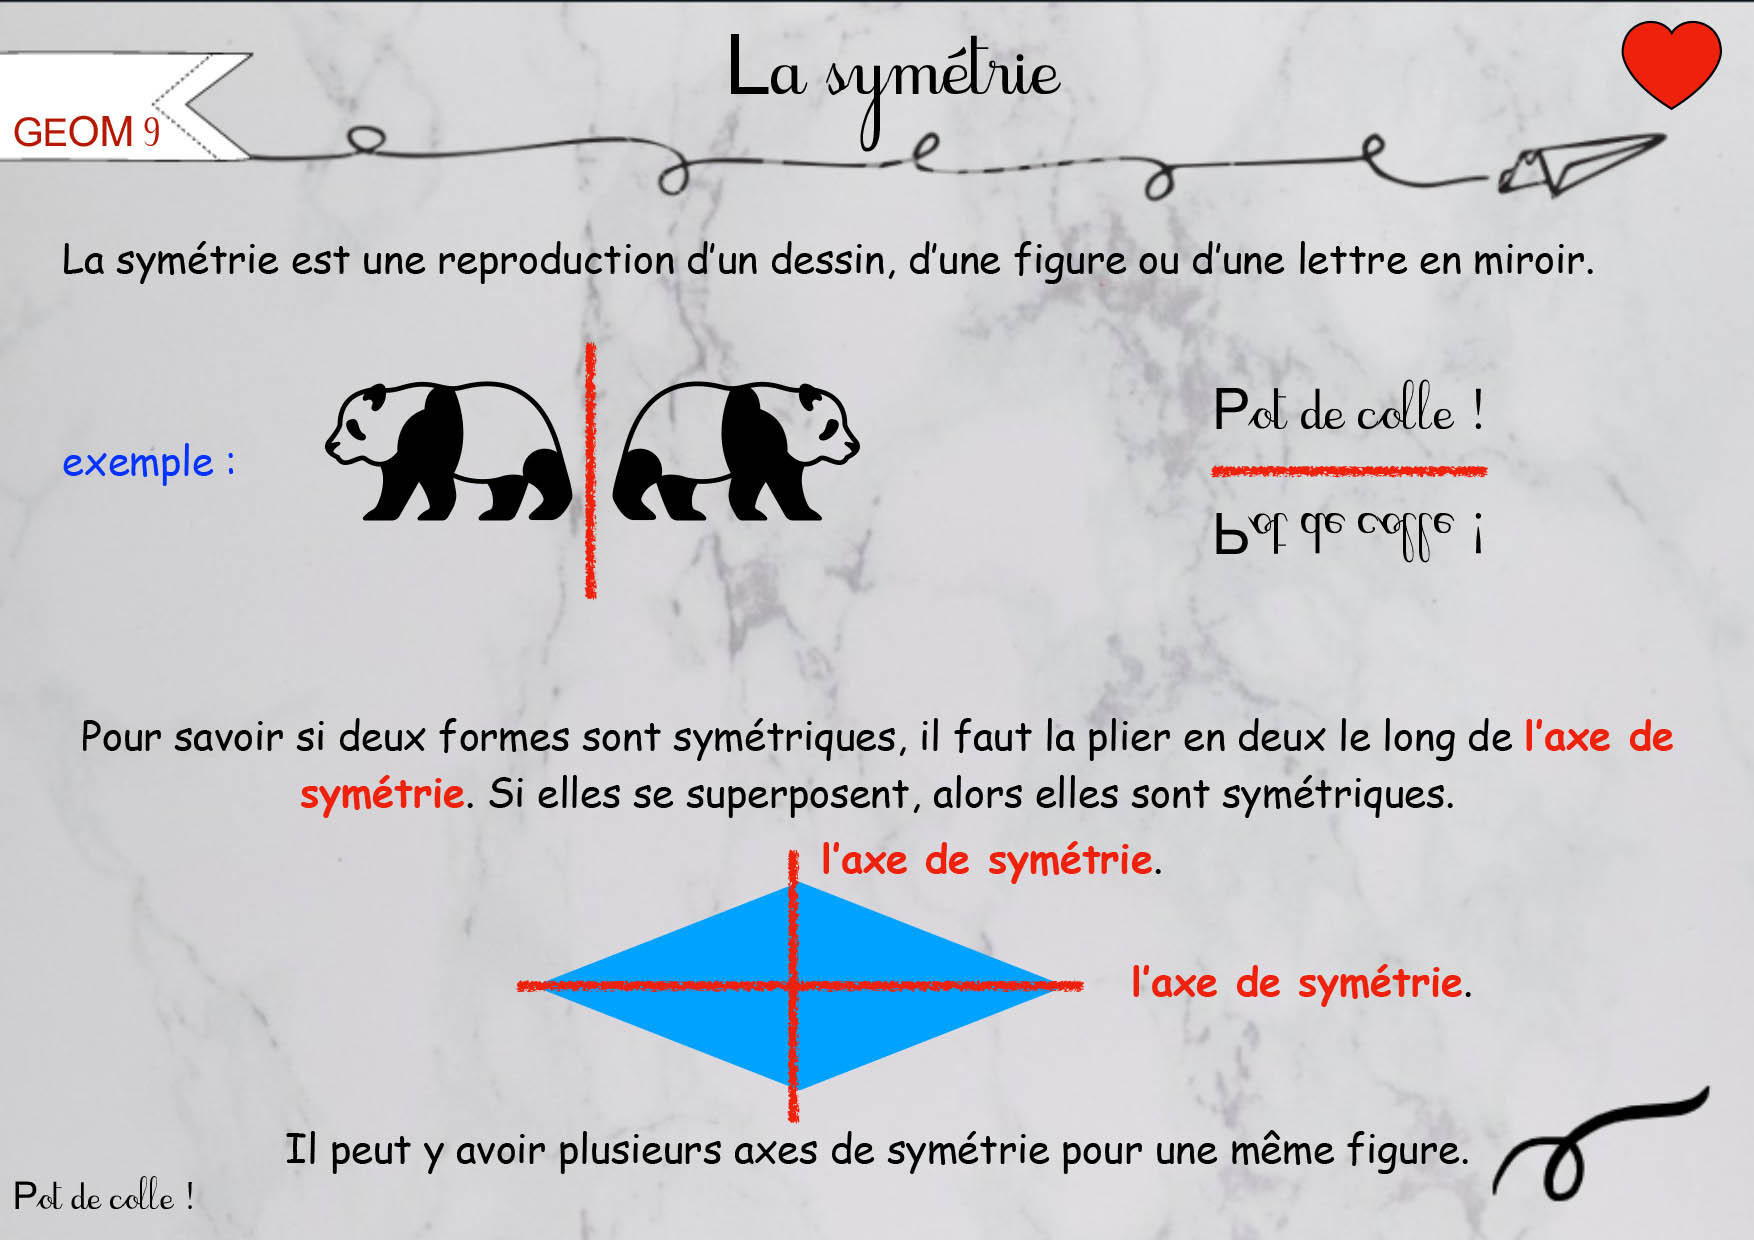 La symétrie
GEOM 9
La symétrie est une reproduction d'un dessin, d'une figure ou d'une lettre en miroir.
exemple :
Pot de colle !
Pot de colle !
Pour savoir si deux formes sont symétriques, il faut la plier en deux le long de l'axe de
symétrie. Si elles se superposent, alors elles sont symétriques.
l'axe de symétrie.
l'axe de symétrie.
Il peut y avoir plusieurs axes de symétrie pour une même figure.
Pot de colle !